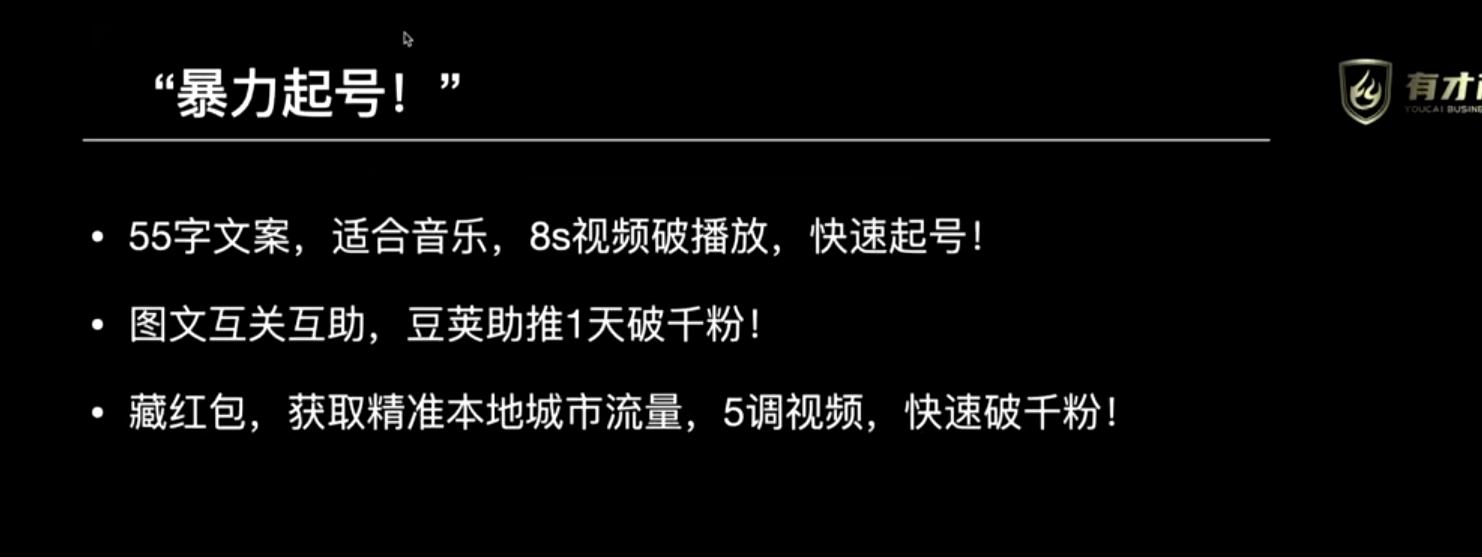 “暴力起号！”
有才
YOUCAI BUSINE
• 55字文案，适合音乐，8s视频破播放，快速起号！
• 图文互关互助，豆荚助推1天破千粉！
• 藏红包，获取精准本地城市流量，5调视频，快速破千粉！